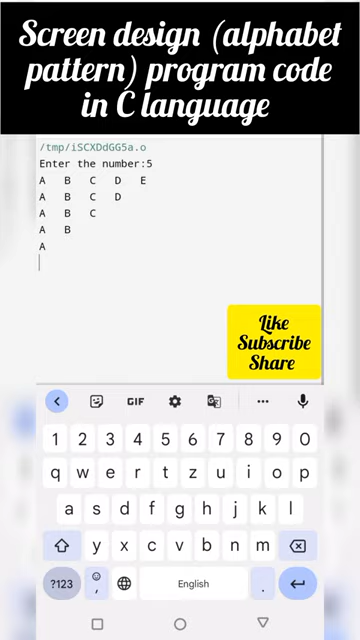 Screen design (alphabet
pattern) program code
in C language
/tmp/iSCXDdGG5a.o
Enter the number:5
A B C D E
A B C D
A B C
A B
A
Like
Subscribe
Share
GIF
1 2 3 4 5 6 7 8 9 0
q w e r t z u i o p
a s d f g h j k l
y x c v b n m
?123 , English .